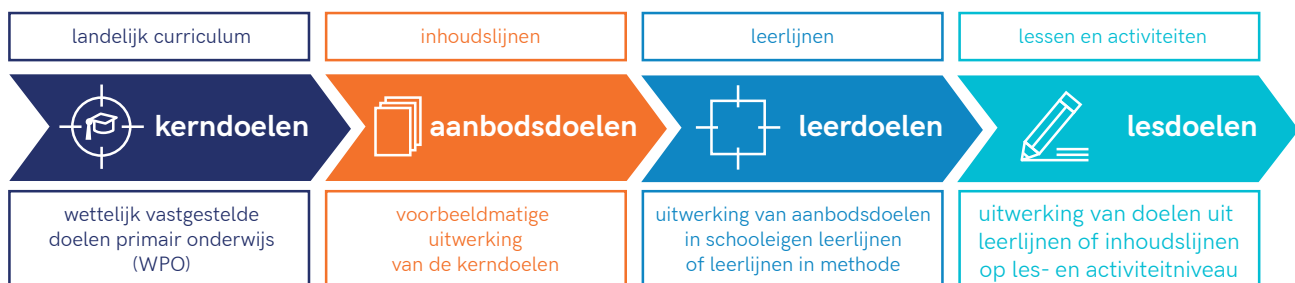 landelijk curriculum
inhoudslijnen
leerlijnen
lessen en activiteiten
kerndoelen
aanbodsdoelen
leerdoelen
lesdoelen
wettelijk vastgestelde
doelen primair onderwijs
(WPO)
voorbeeldmatige
uitwerking
van de kerndoelen
uitwerking van aanbodsdoelen
in schooleigen leerlijnen
of leerlijnen in methode
uitwerking van doelen uit
leerlijnen of inhoudslijnen
op les- en activiteitniveau